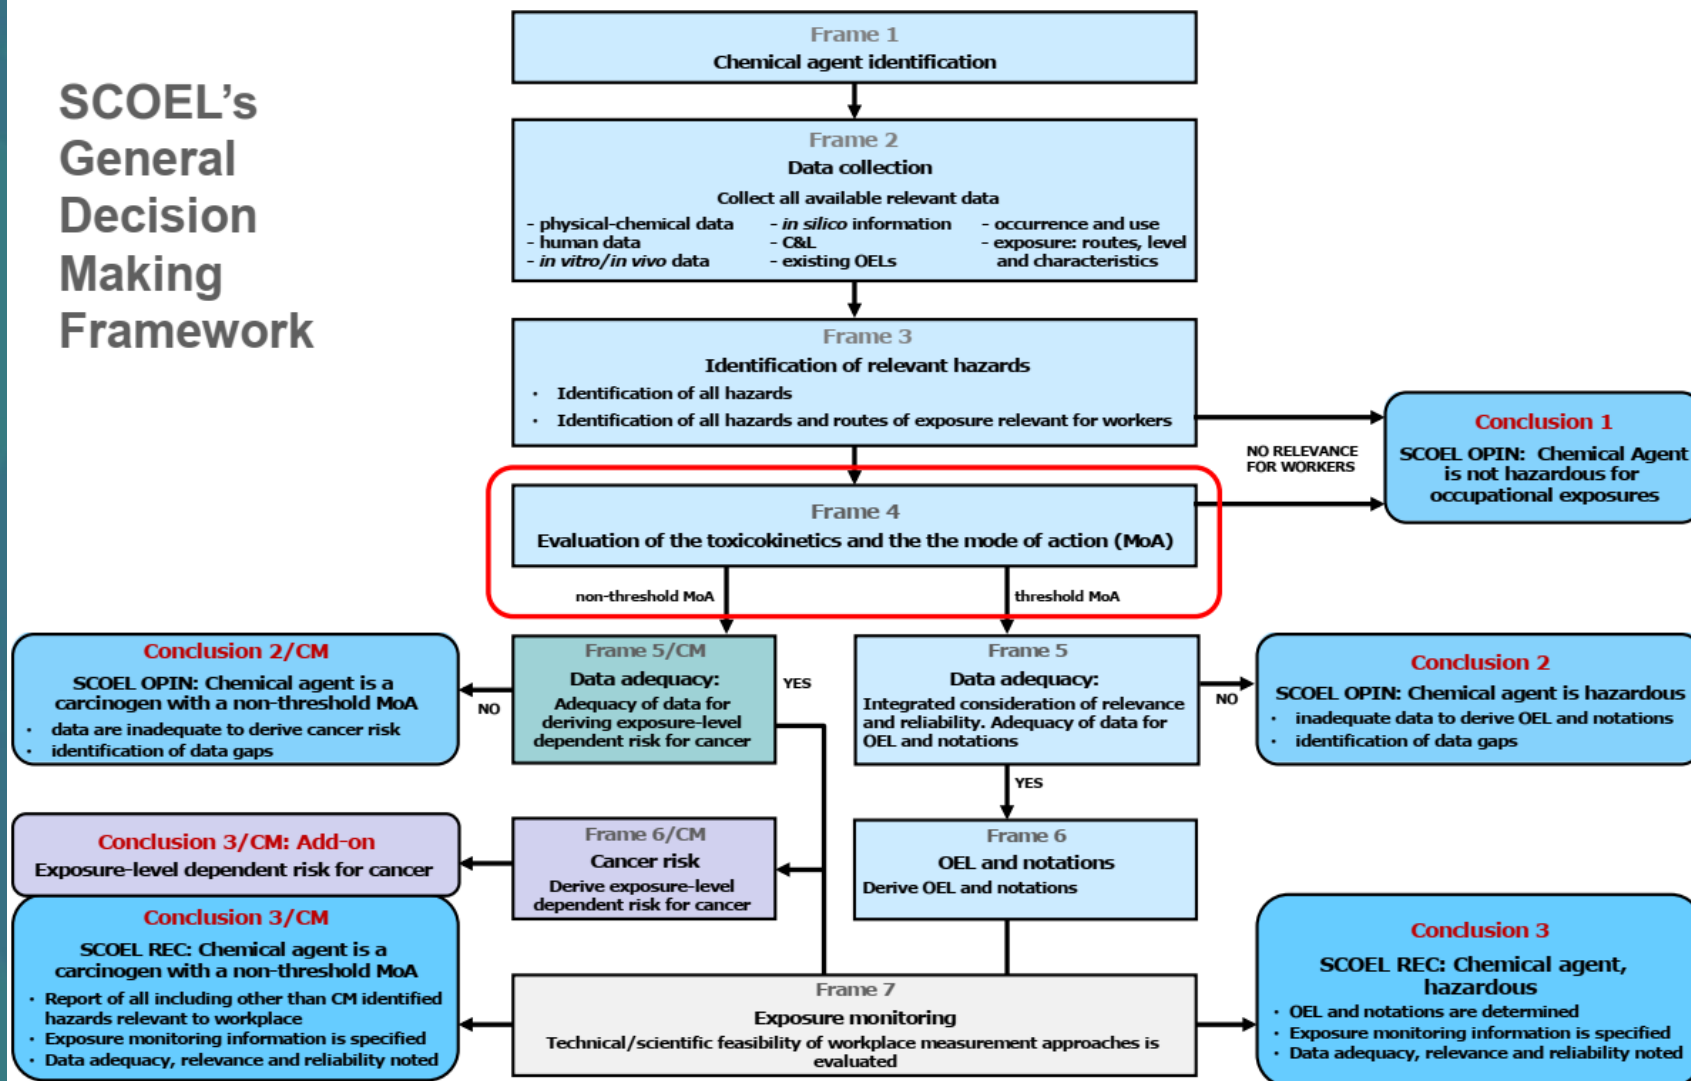 SCOEL's
General
Decision
Making
Framework
Frame 1
Chemical agent identification
Frame 2
Data collection
Collect all available relevant data
- physical-chemical data
- human data
- in vitro/in vivo data
- in silico information
- C&L
- existing OELs
- occurrence and use
- exposure: routes, level
and characteristics
Frame 3
Identification of relevant hazards
· Identification of all hazards
· Identification of all hazards and routes of exposure relevant for workers
NO RELEVANCE
FOR WORKERS
Conclusion 1
SCOEL OPIN: Chemical Agent
is not hazardous for
occupational exposures
Frame 4
Evaluation of the toxicokinetics and the the mode of action (MoA)
non-threshold MoA
threshold MoA
Conclusion 2/CM
SCOEL OPIN: Chemical agent is a
carcinogen with a non-threshold MoA
· data are inadequate to derive cancer risk
· identification of data gaps
NO
Frame 5/CM
Data adequacy:
Adequacy of data for
deriving exposure-level
dependent risk for cancer
YES
Frame 5
Data adequacy:
Integrated consideration of relevance
and reliability. Adequacy of data for
OEL and notations
NO
YES
Conclusion 2
SCOEL OPIN: Chemical agent is hazardous
· inadequate data to derive OEL and notations
· identification of data gaps
Conclusion 3/CM: Add-on
Exposure-level dependent risk for cancer
Frame 6/CM
Cancer risk
Derive exposure-level
dependent risk for cancer
Frame 6
OEL and notations
Derive OEL and notations
Conclusion 3/CM
SCOEL REC: Chemical agent is a
carcinogen with a non-threshold MoA
· Report of all including other than CM identified
hazards relevant to workplace
· Exposure monitoring information is specified
· Data adequacy, relevance and reliability noted
Frame 7
Exposure monitoring
Technical/scientific feasibility of workplace measurement approaches is
evaluated
Conclusion 3
SCOEL REC: Chemical agent,
hazardous
· OEL and notations are determined
· Exposure monitoring information is specified
· Data adequacy, relevance and reliability noted